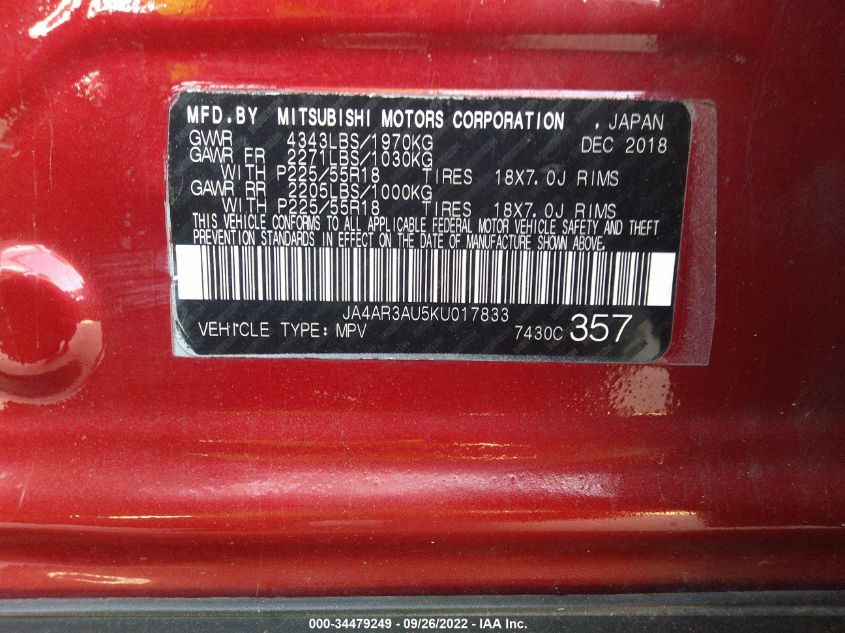 MFD.BY MITSUBISHI MOTORS CORPORATION , JAPAN
GVWR 4343LBS/1970KG DEC 2018
GAWR FR 2271LBS/1030KG
WITH P225/55R18 TIRES 18X7.0J RIMS
GAWR RR 2205LBS/1000KG
WITH P225/55R18 TIRES 18X7.0J RIMS
THIS VEHICLE CONFORMS TO ALL APPLICABLE FEDERAL MOTOR VEHICLE SAFETY AND THEFT
PREVENTION STANDARDS IN EFFECT ON THE DATE OF MANUFACTURE SHOWN ABOVE.
JA4AR3AU5KU017833
VEHICLE TYPE: MPV 7430C 357
000-34479249 - 09/26/2022 - IAA Inc.